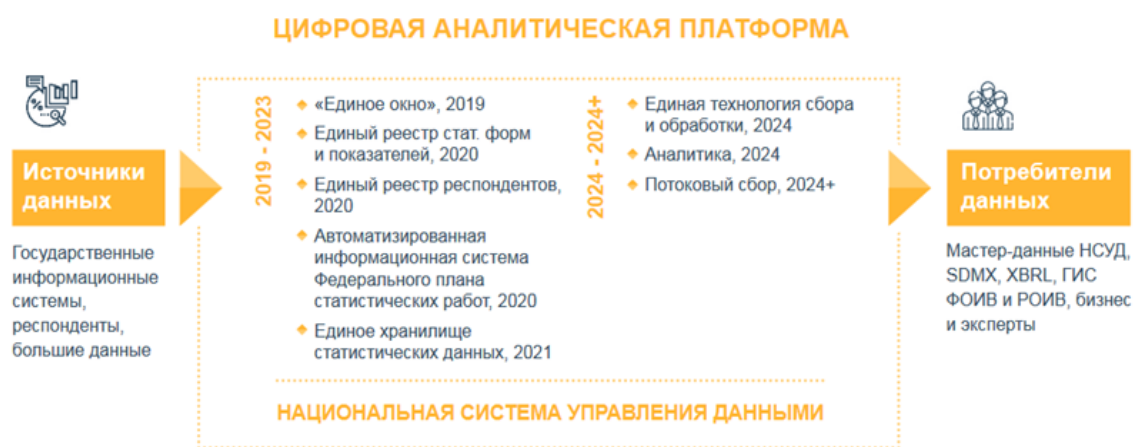 ЦИФРОВАЯ АНАЛИТИЧЕСКАЯ ПЛАТФОРМА
Источники
данных
Государственные
информационные
системы,
респонденты,
большие данные
2019 - 2023
«Единое окно», 2019
Единый реестр стат. форм
и показателей, 2020
Единый реестр респондентов,
2020
Автоматизированная
информационная система
Федерального плана
статистических работ, 2020
Единое хранилище
статистических данных, 2021
2024 - 2024+
Единая технология сбора
и обработки, 2024
Аналитика, 2024
Потоковый сбор, 2024+
НАЦИОНАЛЬНАЯ СИСТЕМА УПРАВЛЕНИЯ ДАННЫМИ
Потребители
данных
Мастер-данные НСУД,
SDMX, XBRL, ГИС
ФОИВ и РОИВ, бизнес
и эксперты